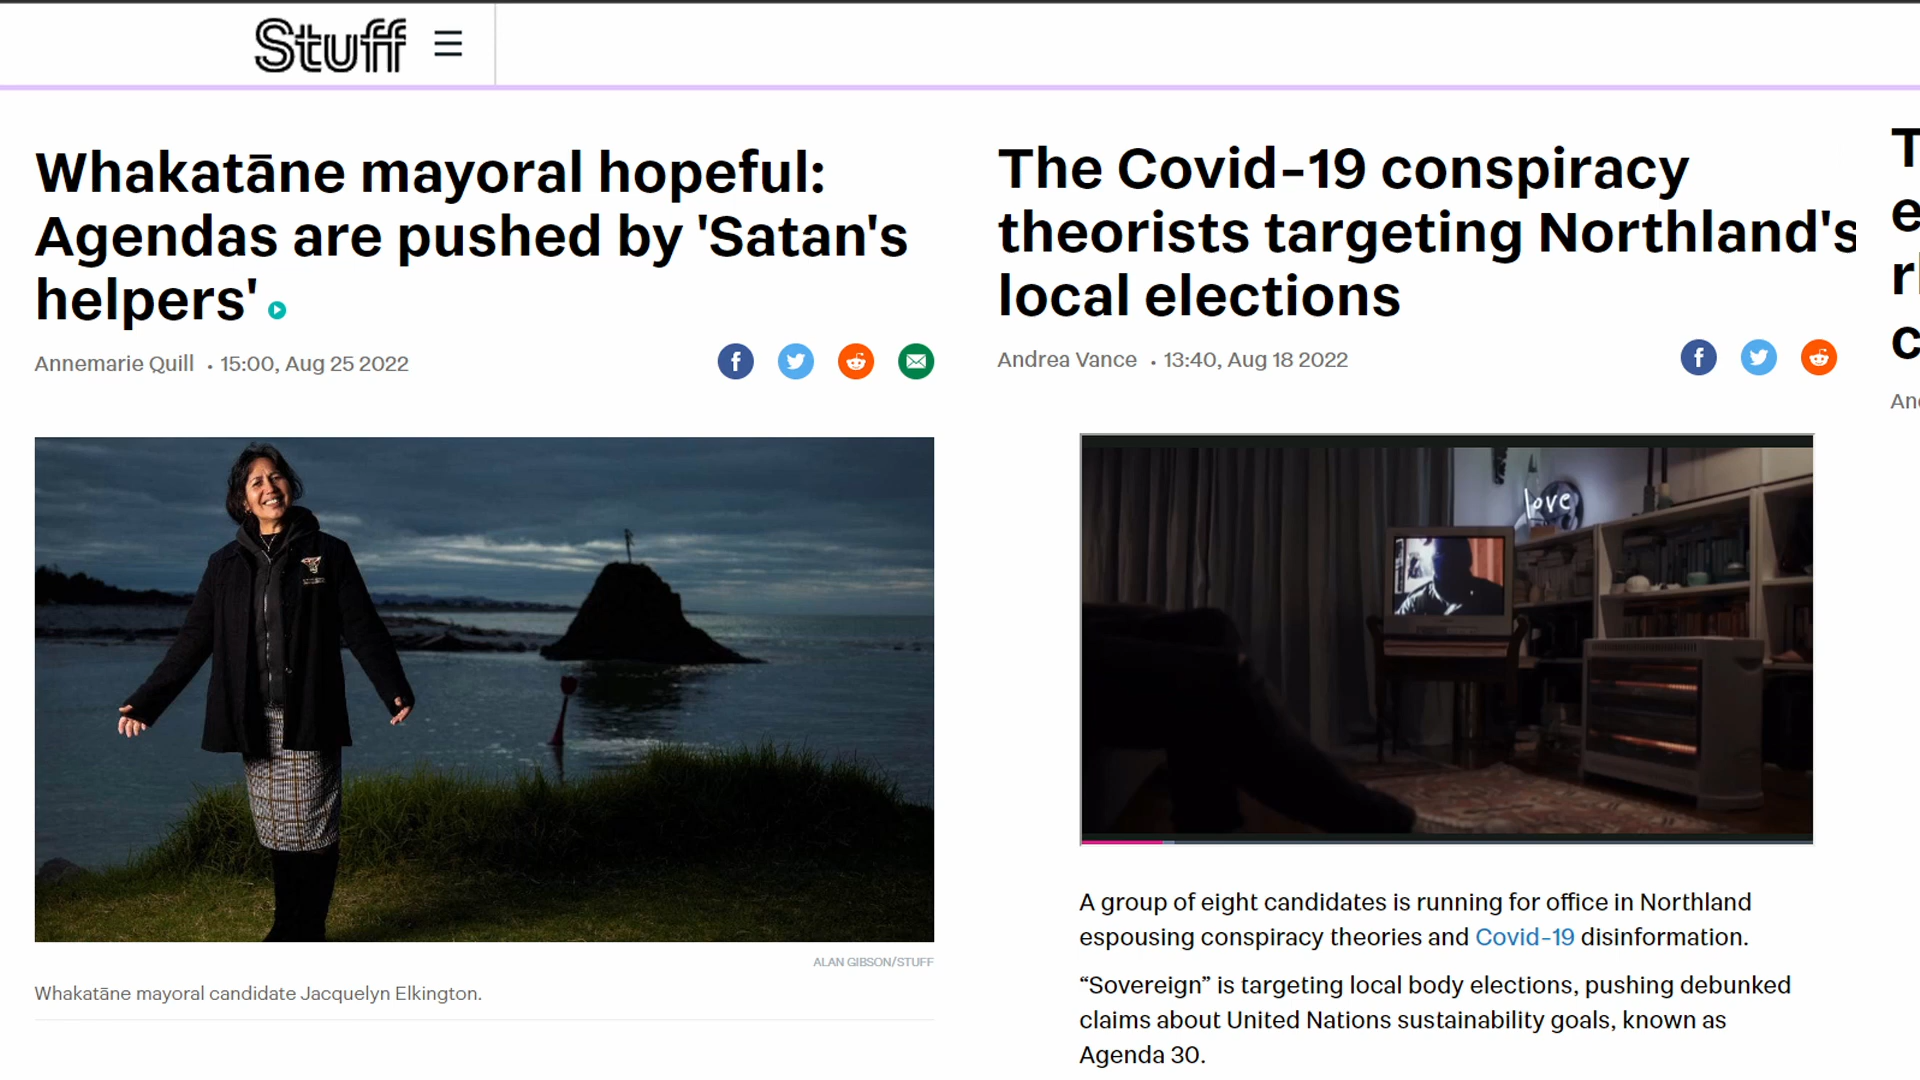 Stuff
Whakatāne mayoral hopeful:
Agendas are pushed by 'Satan's
helpers'
Annemarie Quill • 15:00, Aug 25 2022
ALAN GIBSON/STUFF
Whakatāne mayoral candidate Jacquelyn Elkington.
The Covid-19 conspiracy
theorists targeting Northland's
local elections
Andrea Vance • 13:40, Aug 18 2022
love
A group of eight candidates is running for office in Northland
espousing conspiracy theories and Covid-19 disinformation.
“Sovereign” is targeting local body elections, pushing debunked
claims about United Nations sustainability goals, known as
Agenda 30.